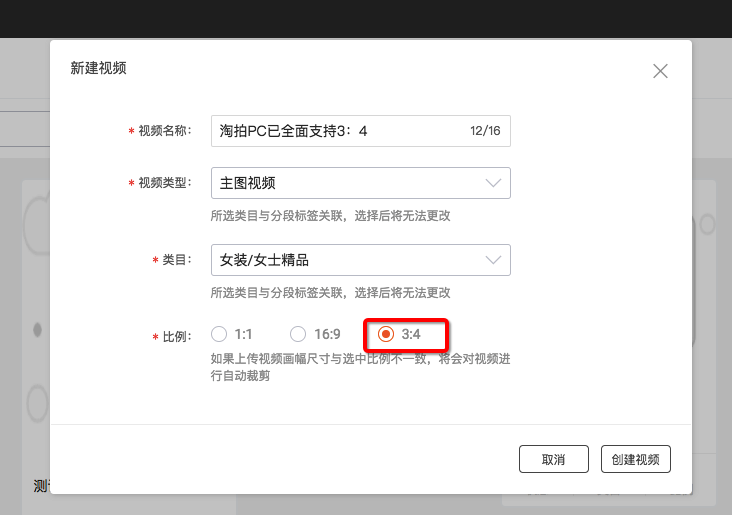 新建视频
* 视频名称： 淘拍PC已全面支持3：4 12/16
* 视频类型： 主图视频
所选类目与分段标签关联，选择后将无法更改
* 类目： 女装/女士精品
所选类目与分段标签关联，选择后将无法更改
* 比例： 1:1 16:9 3:4
如果上传视频画幅尺寸与选中比例不一致，将会对视频进
行自动裁剪
取消 创建视频
测